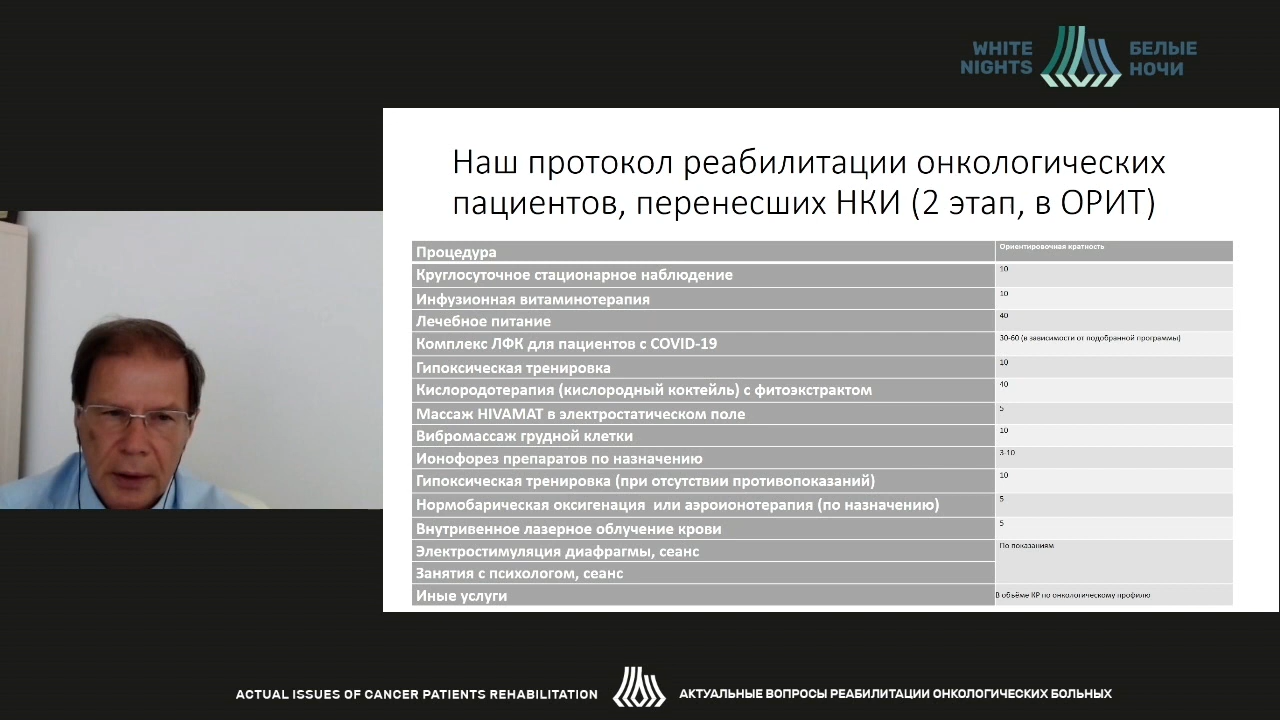 WHITE
NIGHTS
БЕЛЫЕ
НОЧИ
Наш протокол реабилитации онкологических
пациентов, перенесших НКИ (2 этап, в ОРИТ)
Процедура Ориентировочная кратность
Круглосуточное стационарное наблюдение 10
Инфузионная витаминотерапия 10
Лечебное питание 40
Комплекс ЛФК для пациентов с COVID-19 30-60 (в зависимости от подобранной программы)
Гипоксическая тренировка 10
Кислородотерапия (кислородный коктейль) с фитоэкстрактом 40
Массаж HIVAMAT в электростатическом поле 5
Вибромассаж грудной клетки 10
Ионофорез препаратов по назначению 3-10
Гипоксическая тренировка (при отсутствии противопоказаний) 10
Нормобарическая оксигенация или аэроионотерапия (по назначению) 5
Внутривенное лазерное облучение крови 5
Электростимуляция диафрагмы, сеанс По показаниям
Занятия с психологом, сеанс
Иные услуги В объёме КР по онкологическому профилю
ACTUAL ISSUES OF CANCER PATIENTS REHABILITATION
АКТУАЛЬНЫЕ ВОПРОСЫ РЕАБИЛИТАЦИИ ОНКОЛОГИЧЕСКИХ БОЛЬНЫХ